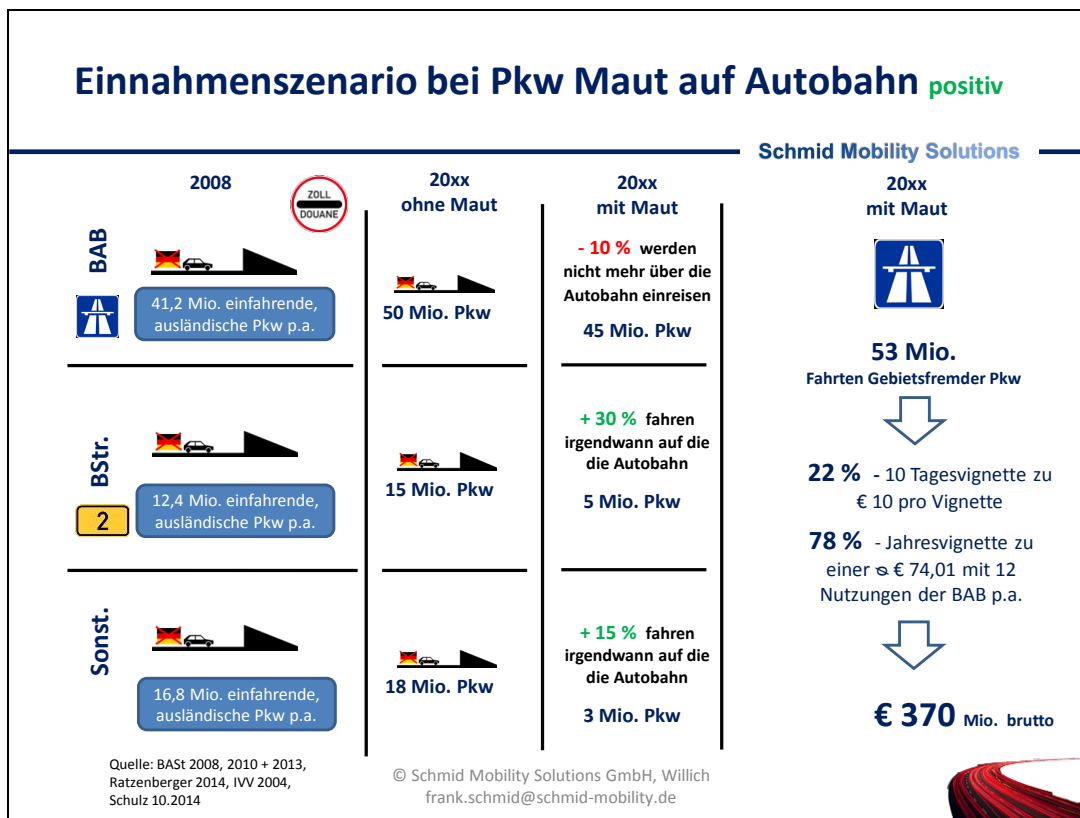 Einnahmenszenario bei Pkw Maut auf Autobahn positiv
Schmid Mobility Solutions
2008
ZOLL
DOUANE
20xx
ohne Maut
20xx
mit Maut
20xx
mit Maut
BAB
41,2 Mio. einfahrende,
ausländische Pkw p.a.
50 Mio. Pkw
- 10 % werden
nicht mehr über die
Autobahn einreisen
45 Mio. Pkw
BStr.
2
12,4 Mio. einfahrende,
ausländische Pkw p.a.
15 Mio. Pkw
+ 30 % fahren
irgendwann auf die
die Autobahn
5 Mio. Pkw
Sonst.
16,8 Mio. einfahrende,
ausländische Pkw p.a.
18 Mio. Pkw
+ 15 % fahren
irgendwann auf die
die Autobahn
3 Mio. Pkw
53 Mio.
Fahrten Gebietsfremder Pkw
22 % - 10 Tagesvignette zu
€ 10 pro Vignette
78 % - Jahresvignette zu
einer ⌀ € 74,01 mit 12
Nutzungen der BAB p.a.
€ 370 Mio. brutto
Quelle: BASt 2008, 2010 + 2013,
Ratzenberger 2014, IVV 2004,
Schulz 10.2014
© Schmid Mobility Solutions GmbH, Willich
frank.schmid@schmid-mobility.de